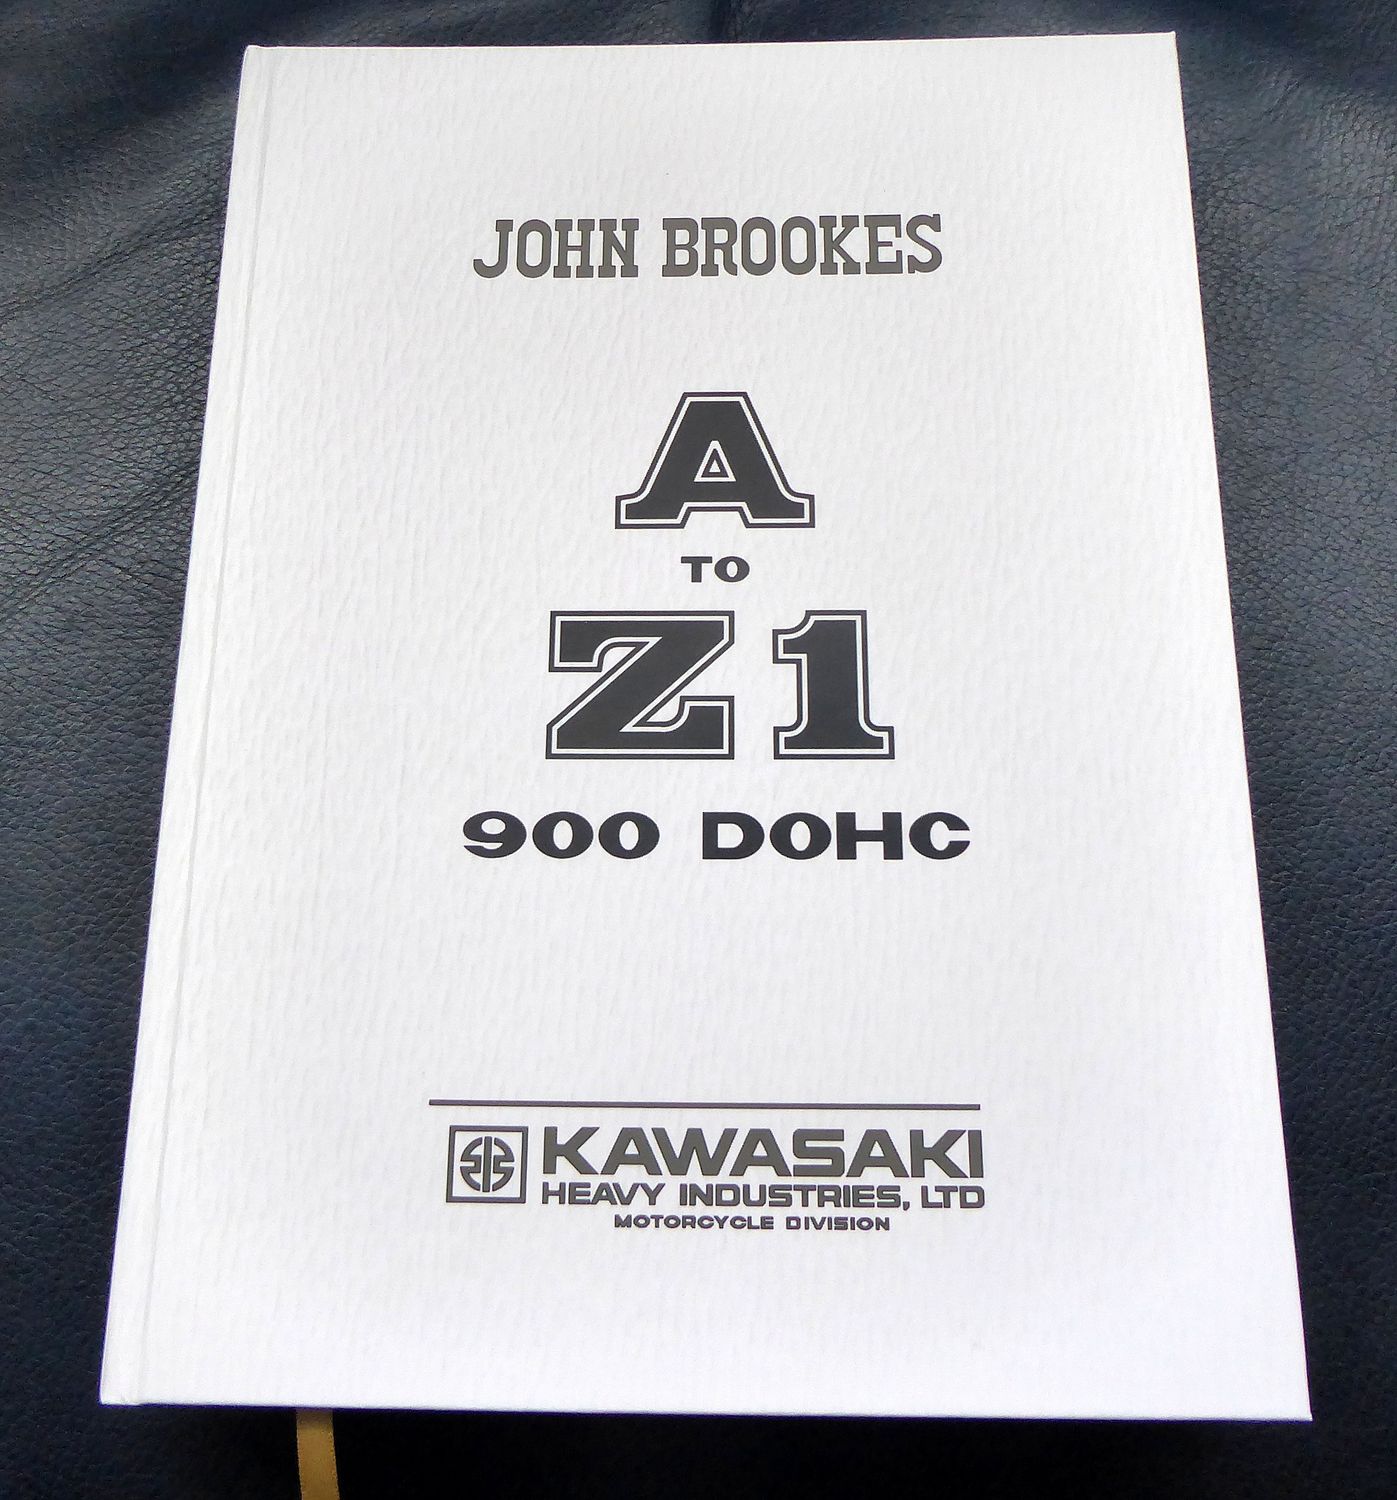 JOHN BROOKES
A
TO
Z1
900 DOHC
KAWASAKI
HEAVY INDUSTRIES, LTD
MOTORCYCLE DIVISION